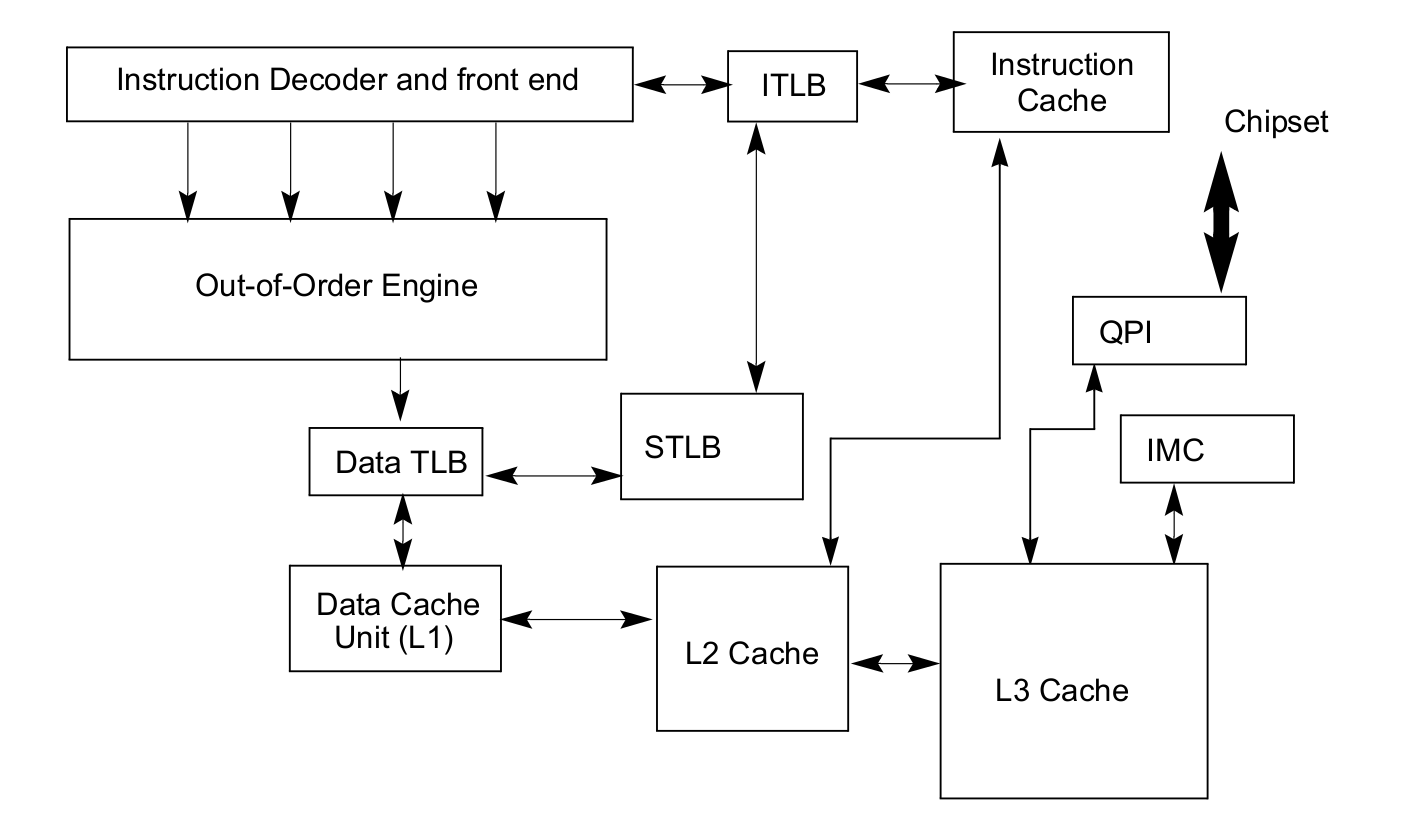 Instruction Decoder and front end
ITLB
Instruction
Cache
Chipset
Out-of-Order Engine
QPI
STLB
IMC
Data TLB
Data Cache
Unit (L1)
L2 Cache
L3 Cache